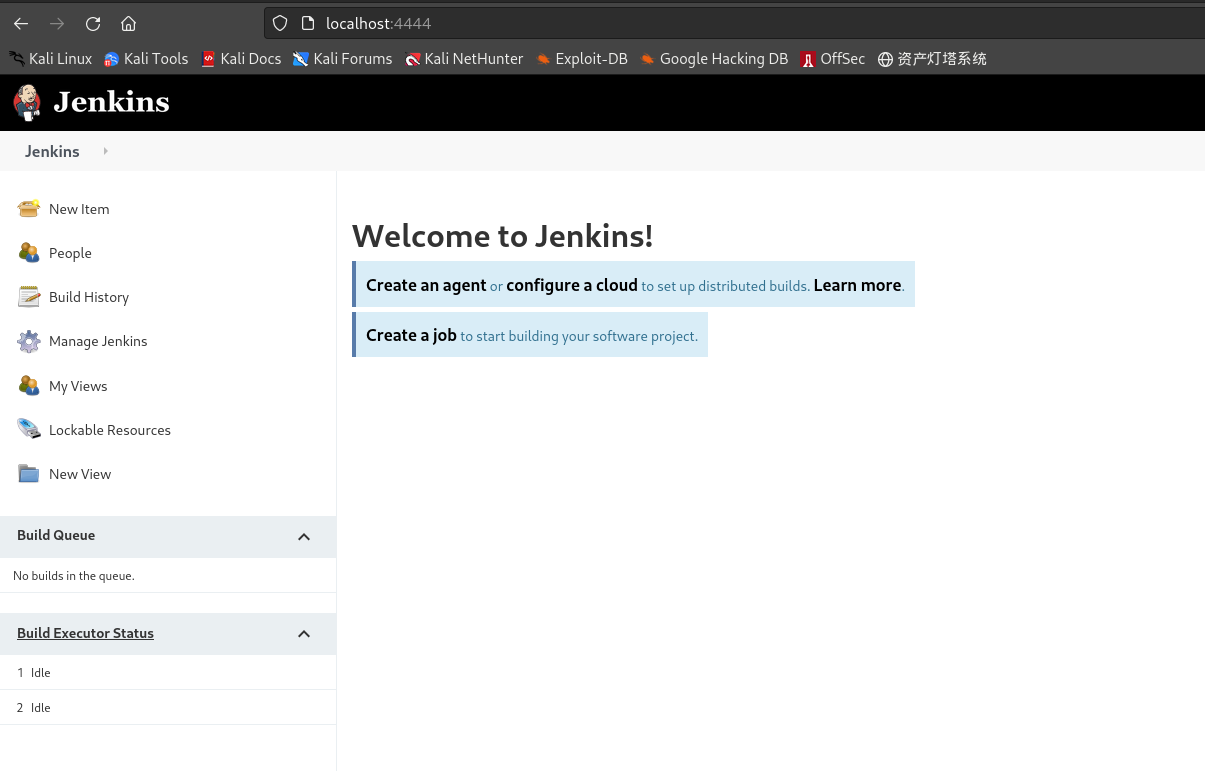 localhost:4444
Kali Linux Kali Tools Kali Docs Kali Forums Kali NetHunter Exploit-DB Google Hacking DB OffSec 资产灯塔系统
Jenkins
Jenkins
New Item
People
Build History
Manage Jenkins
My Views
Lockable Resources
New View
Build Queue
No builds in the queue.
Build Executor Status
1 Idle
2 Idle
Welcome to Jenkins!
Create an agent or configure a cloud to set up distributed builds. Learn more.
Create a job to start building your software project.